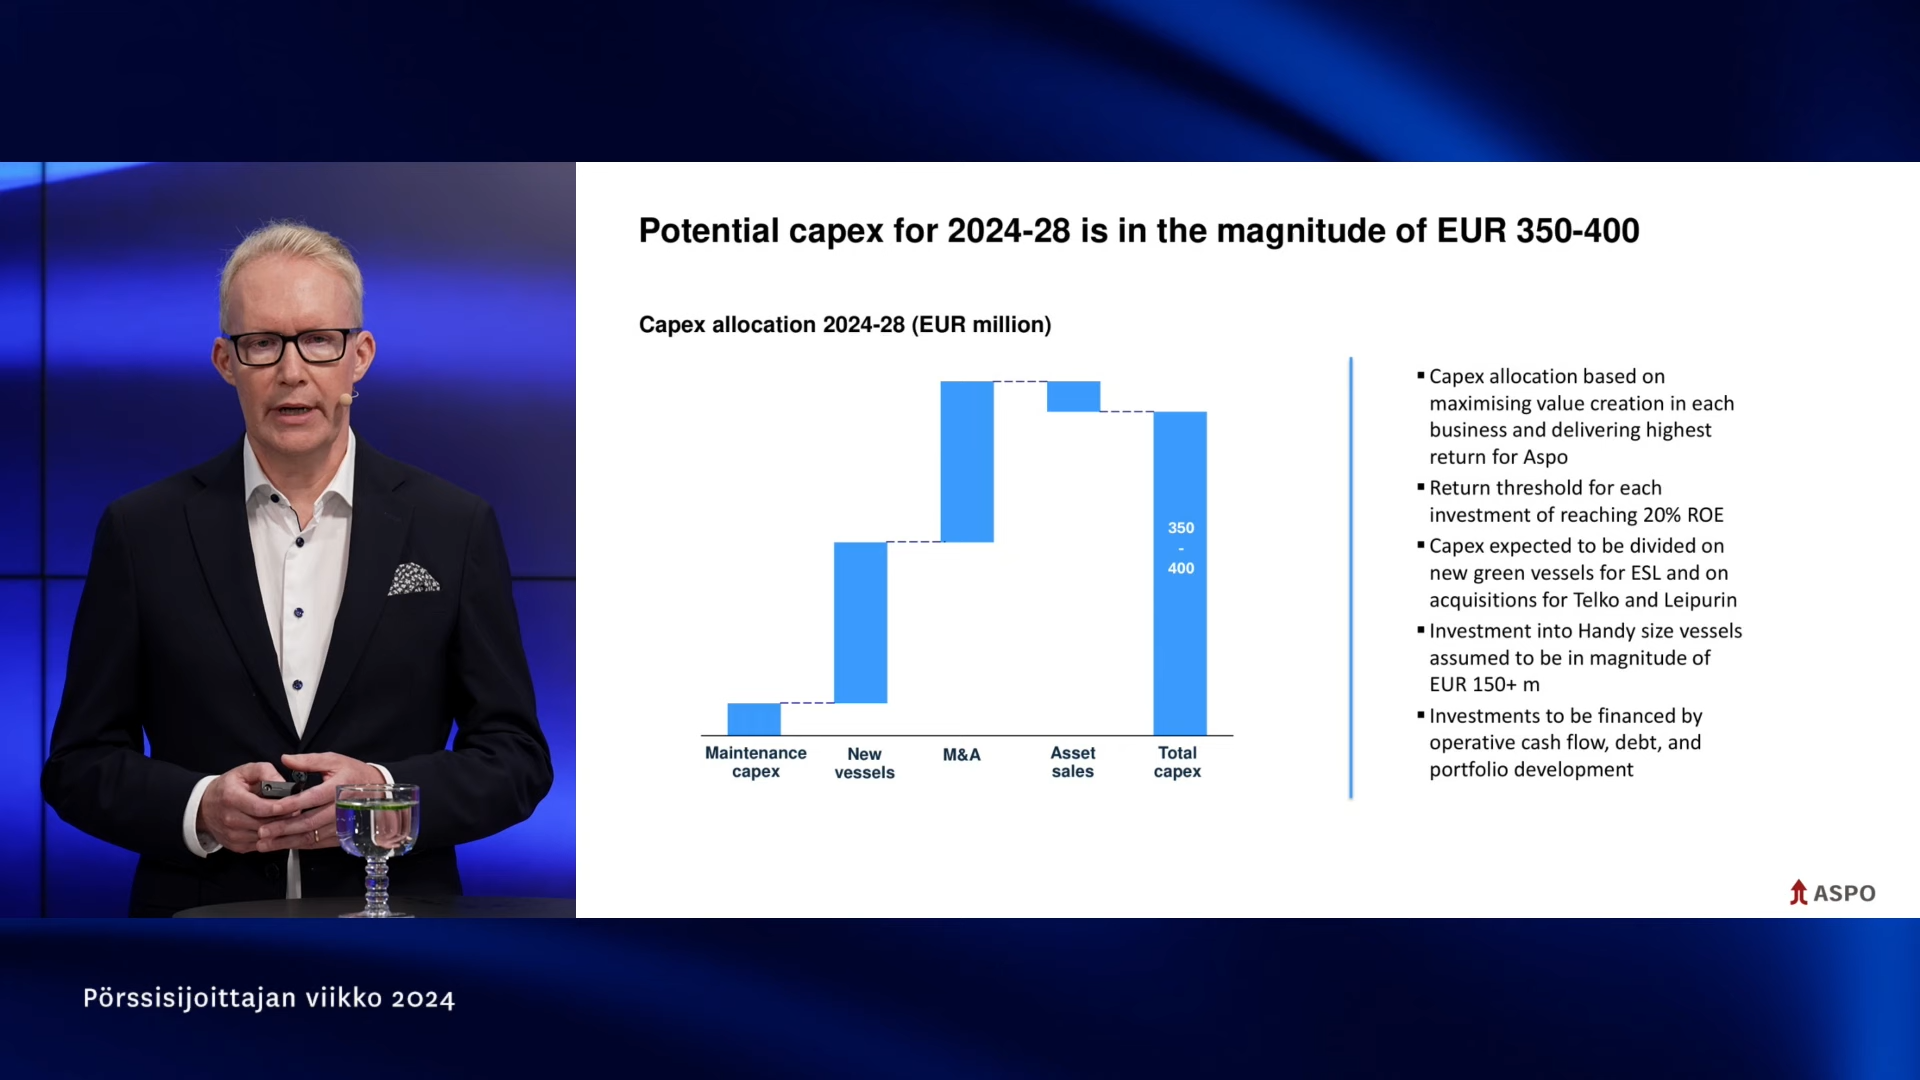 Potential capex for 2024-28 is in the magnitude of EUR 350-400
Capex allocation 2024-28 (EUR million)
350
-
400
Maintenance
capex
New
vessels
M&A
Asset
sales
Total
capex
▪ Capex allocation based on
maximising value creation in each
business and delivering highest
return for Aspo
▪ Return threshold for each
investment of reaching 20% ROE
▪ Capex expected to be divided on
new green vessels for ESL and on
acquisitions for Telko and Leipurin
▪ Investment into Handy size vessels
assumed to be in magnitude of
EUR 150+ m
▪ Investments to be financed by
operative cash flow, debt, and
portfolio development
ASPO
Pörssisijoittajan viikko 2024